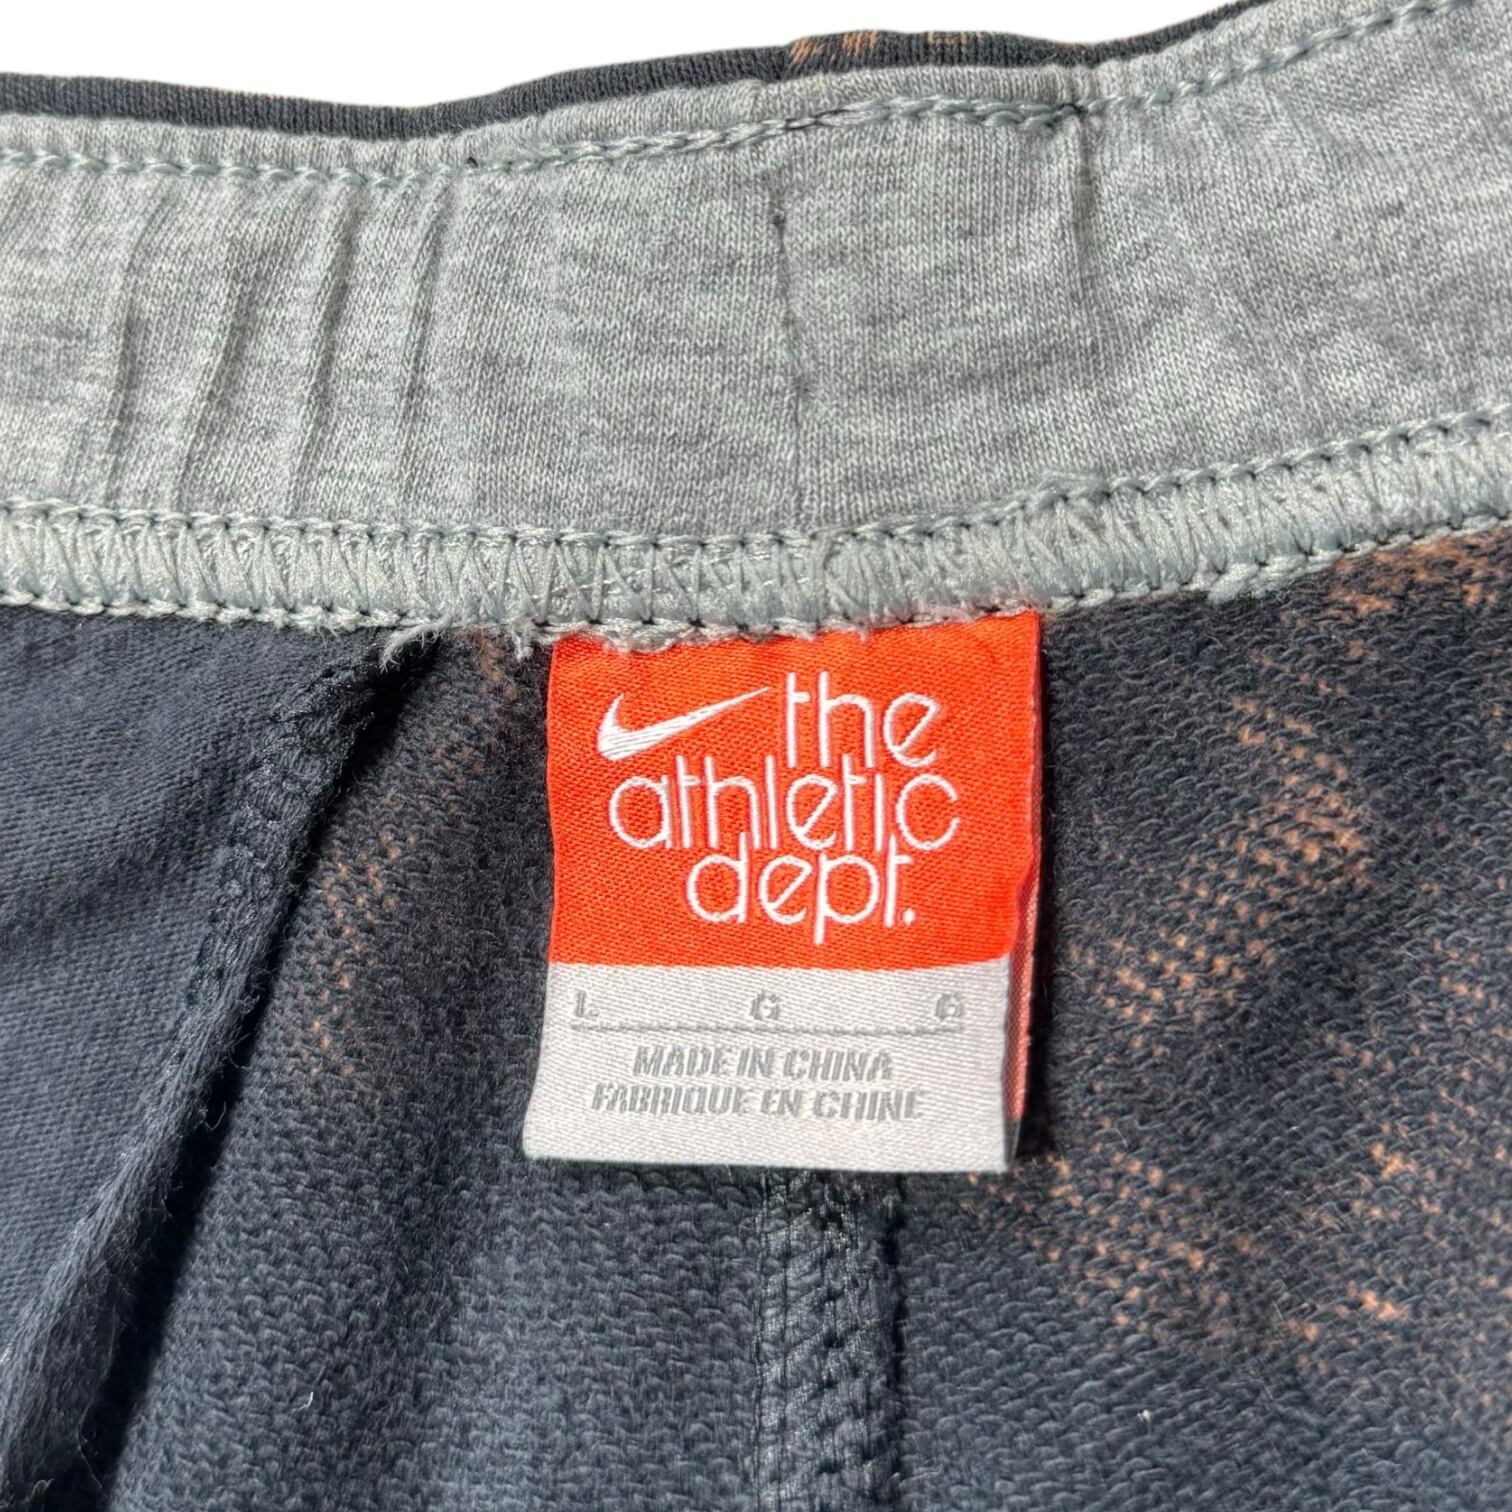 the
athletic
dept.
L G G
MADE IN CHINA
FABRIQUE EN CHINE